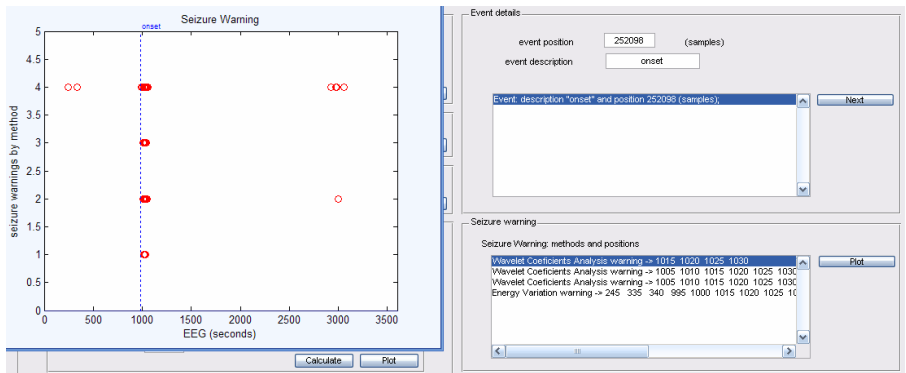 Seizure Warning
onset
5
4.5
4
3.5
3
2.5
2
1.5
1
0.5
0
seizure warnings by method
0 500 1000 1500 2000 2500 3000 3500
EEG (seconds)
Calculate Plot
Event details
event position 252098 (samples)
event description onset
Event: description "onset" and position 252098 (samples);
Next
Seizure warning
Seizure Warning: methods and positions
Wavelet Coeficients Analysis warning -> 1015 1020 1025 1030
Wavelet Coeficients Analysis warning -> 1005 1010 1015 1020 1025 1030
Wavelet Coeficients Analysis warning -> 1005 1010 1015 1020 1025 1030
Energy Variation warning -> 245 335 340 995 1000 1015 1020 1025 10
Plot